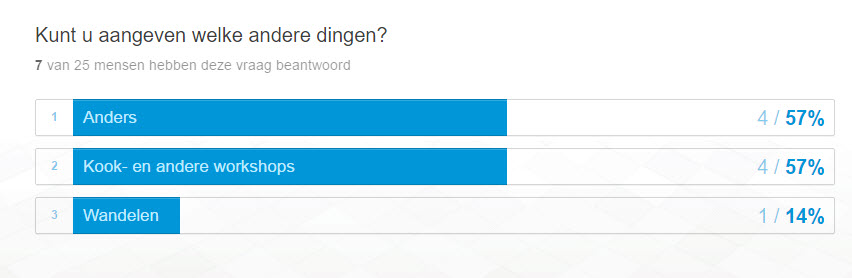 Kunt u aangeven welke andere dingen?
7 van 25 mensen hebben deze vraag beantwoord
1 Anders 4 / 57%
2 Kook- en andere workshops 4 / 57%
3 Wandelen 1 / 14%